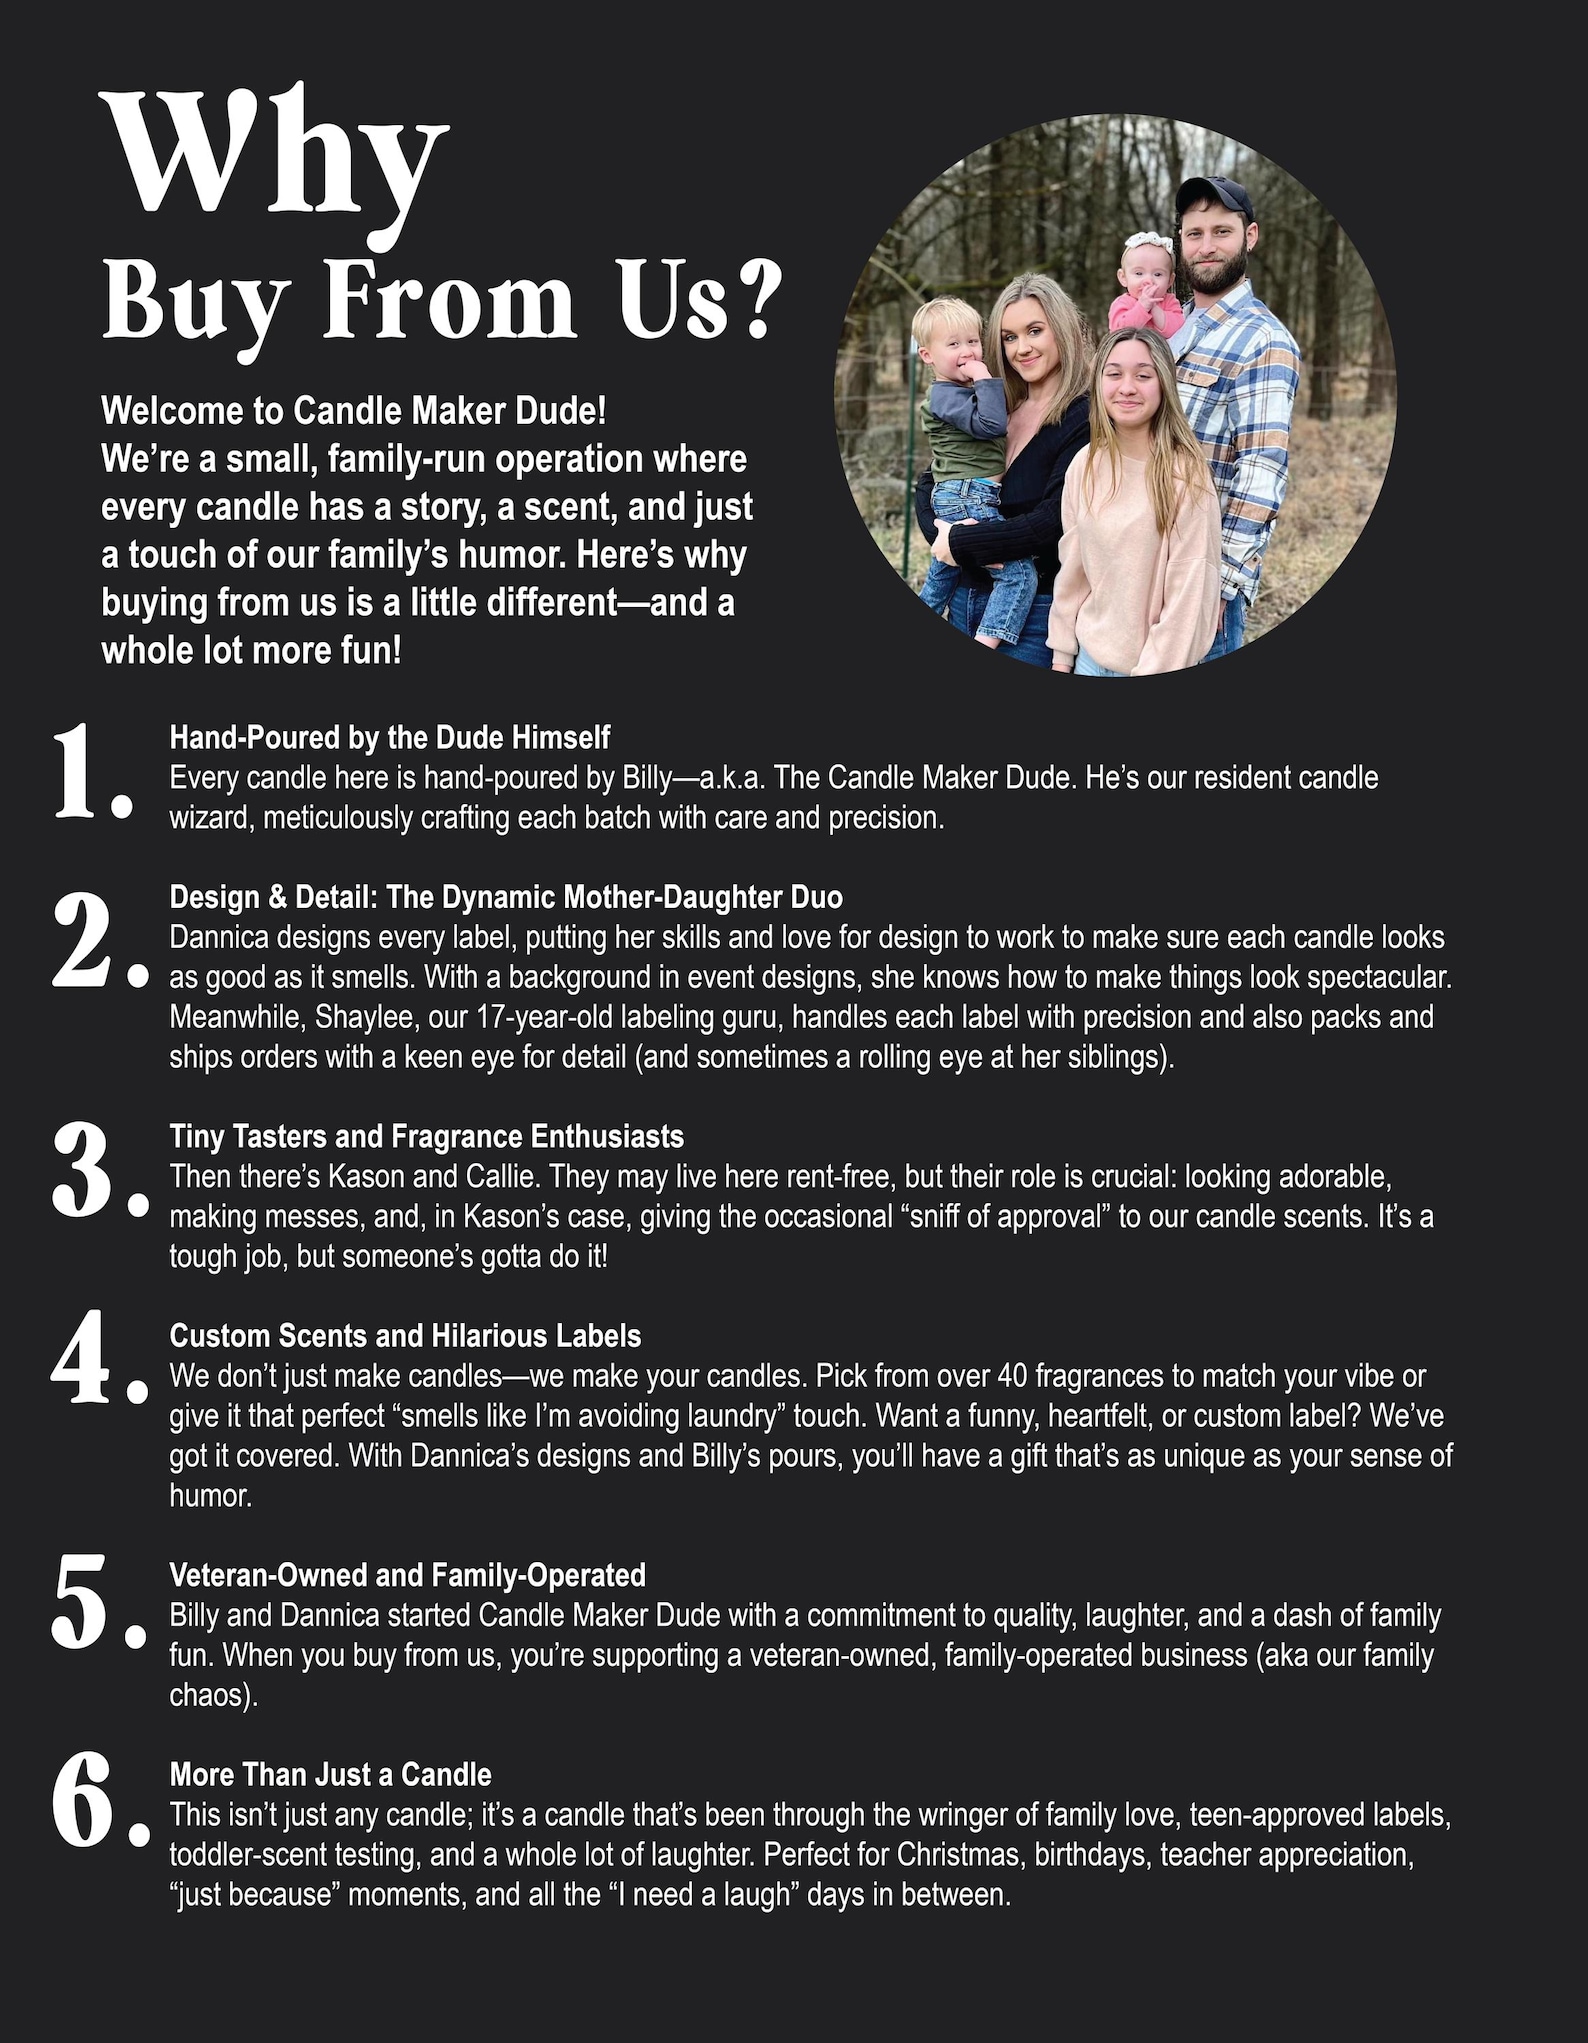 Why
Buy From Us?
Welcome to Candle Maker Dude!
We’re a small, family-run operation where
every candle has a story, a scent, and just
a touch of our family’s humor. Here’s why
buying from us is a little different—and a
whole lot more fun!
1. Hand-Poured by the Dude Himself
Every candle here is hand-poured by Billy—a.k.a. The Candle Maker Dude. He’s our resident candle
wizard, meticulously crafting each batch with care and precision.
2. Design & Detail: The Dynamic Mother-Daughter Duo
Dannica designs every label, putting her skills and love for design to work to make sure each candle looks
as good as it smells. With a background in event designs, she knows how to make things look spectacular.
Meanwhile, Shaylee, our 17-year-old labeling guru, handles each label with precision and also packs and
ships orders with a keen eye for detail (and sometimes a rolling eye at her siblings).
3. Tiny Tasters and Fragrance Enthusiasts
Then there’s Kason and Callie. They may live here rent-free, but their role is crucial: looking adorable,
making messes, and, in Kason’s case, giving the occasional “sniff of approval” to our candle scents. It’s a
tough job, but someone’s gotta do it!
4. Custom Scents and Hilarious Labels
We don’t just make candles—we make your candles. Pick from over 40 fragrances to match your vibe or
give it that perfect “smells like I’m avoiding laundry” touch. Want a funny, heartfelt, or custom label? We’ve
got it covered. With Dannica’s designs and Billy’s pours, you’ll have a gift that’s as unique as your sense of
humor.
5. Veteran-Owned and Family-Operated
Billy and Dannica started Candle Maker Dude with a commitment to quality, laughter, and a dash of family
fun. When you buy from us, you’re supporting a veteran-owned, family-operated business (aka our family
chaos).
6. More Than Just a Candle
This isn’t just any candle; it’s a candle that’s been through the wringer of family love, teen-approved labels,
toddler-scent testing, and a whole lot of laughter. Perfect for Christmas, birthdays, teacher appreciation,
“just because” moments, and all the “I need a laugh” days in between.